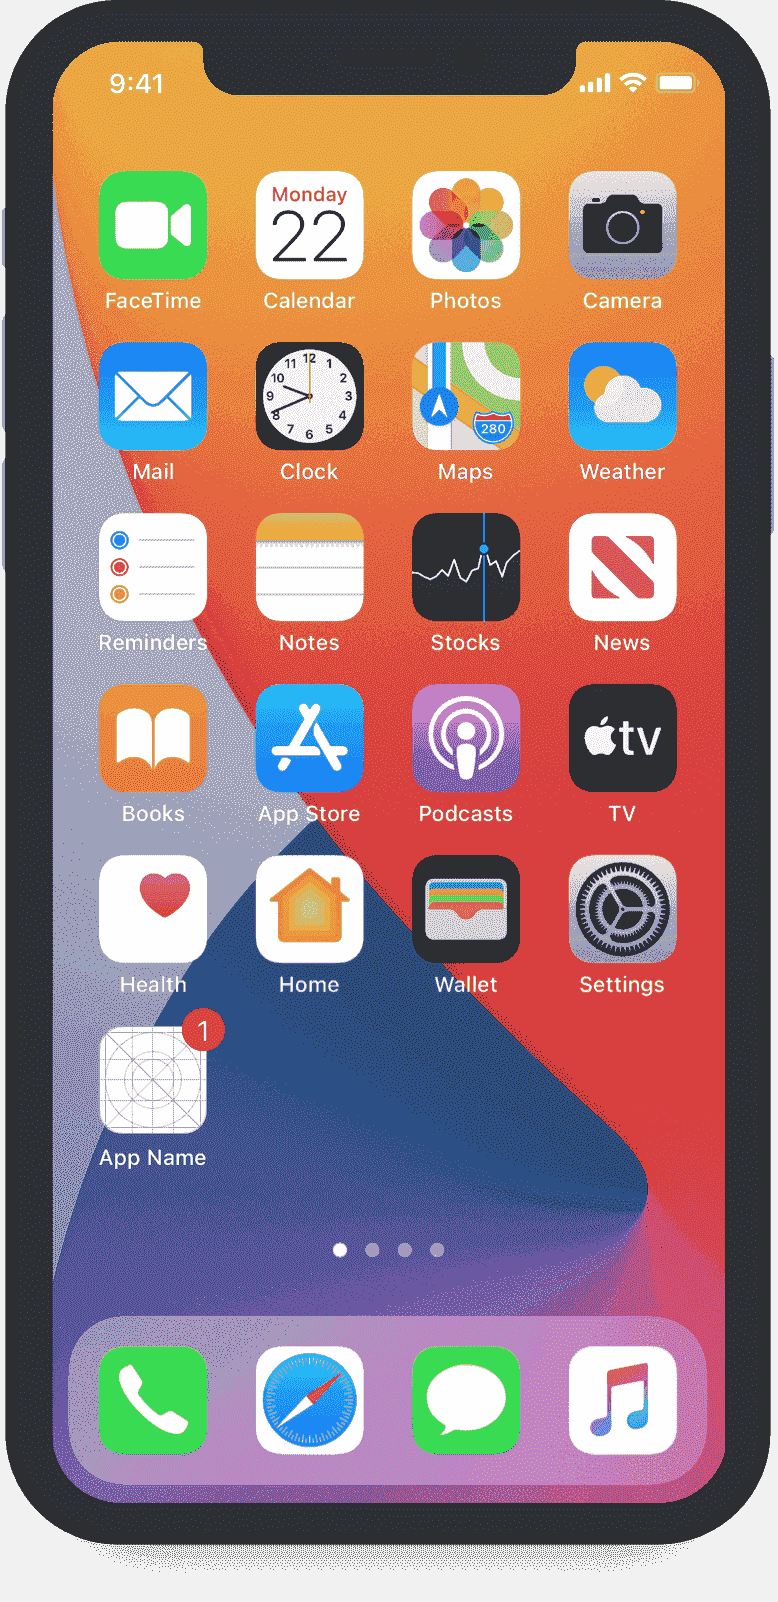 9:41
Monday
22
FaceTime Calendar Photos Camera
12
11 1
10 2
9 3
8 4
7 5
6
280
Mail Clock Maps Weather
Reminders Notes Stocks News
tv
Books App Store Podcasts TV
Health Home Wallet Settings
1
App Name